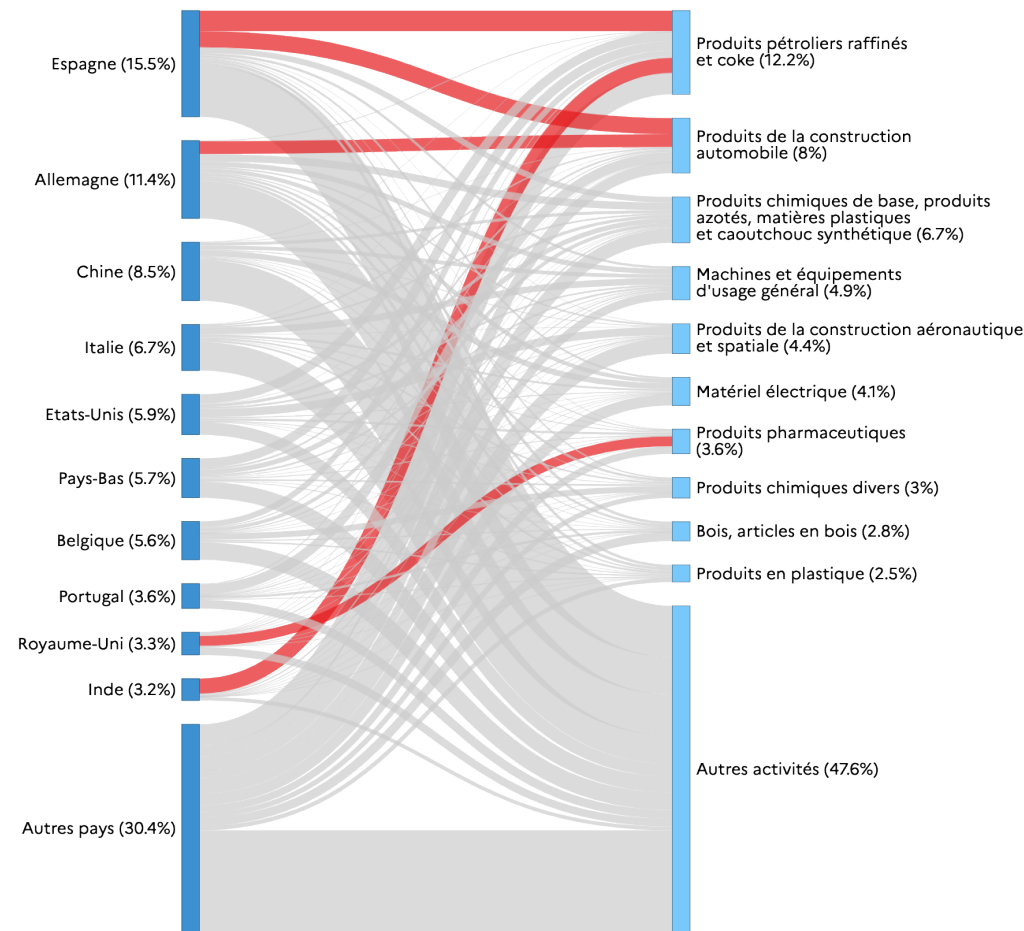 Espagne (15.5%)
Allemagne (11.4%)
Chine (8.5%)
Italie (6.7%)
Etats-Unis (5.9%)
Pays-Bas (5.7%)
Belgique (5.6%)
Portugal (3.6%)
Royaume-Uni (3.3%)
Inde (3.2%)
Autres pays (30.4%)
Produits pétroliers raffinés
et coke (12.2%)
Produits de la construction
automobile (8%)
Produits chimiques de base, produits
azotés, matières plastiques
et caoutchouc synthétique (6.7%)
Machines et équipements
d'usage général (4.9%)
Produits de la construction aéronautique
et spatiale (4.4%)
Matériel électrique (4.1%)
Produits pharmaceutiques
(3.6%)
Produits chimiques divers (3%)
Bois, articles en bois (2.8%)
Produits en plastique (2.5%)
Autres activités (47.6%)